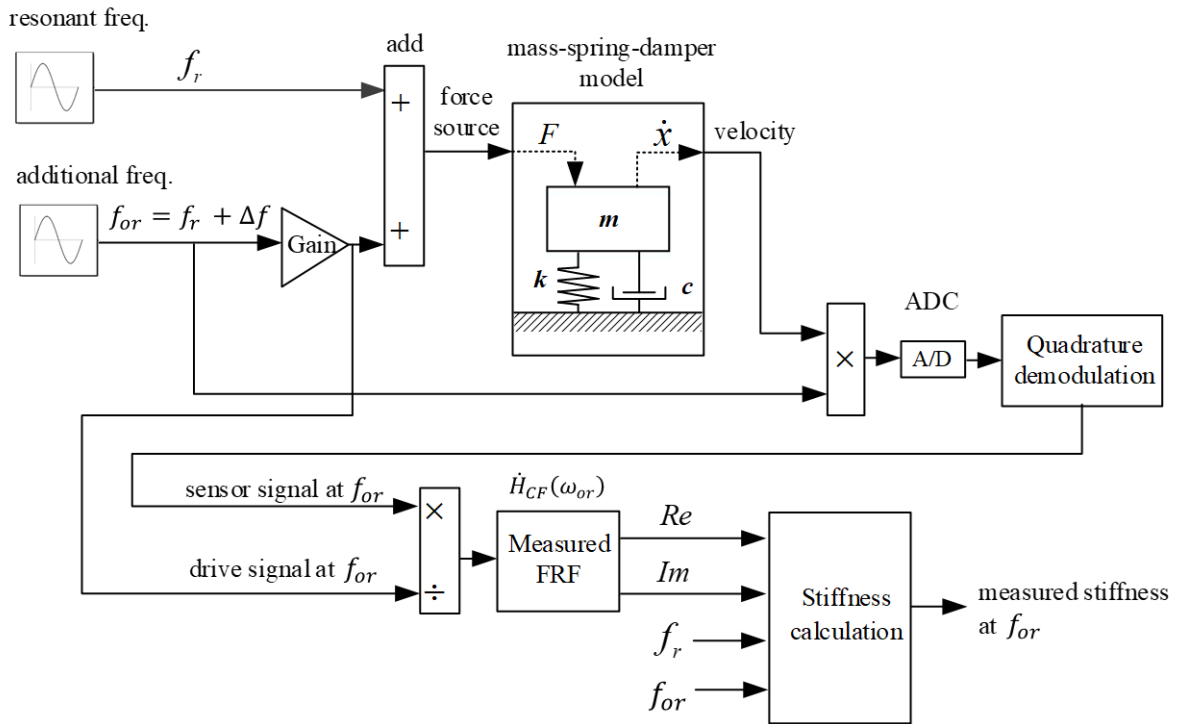 resonant freq.
f_r
add
+
+
force
source
mass-spring-damper
model
F
ẋ
m
k
c
velocity
additional freq.
f_or = f_r + Δf
Gain
×
ADC
A/D
Quadrature
demodulation
sensor signal at f_or
drive signal at f_or
×
÷
Ḣ_CF(ω_or)
Measured
FRF
Re
Im
f_r
f_or
Stiffness
calculation
measured stiffness
at f_or